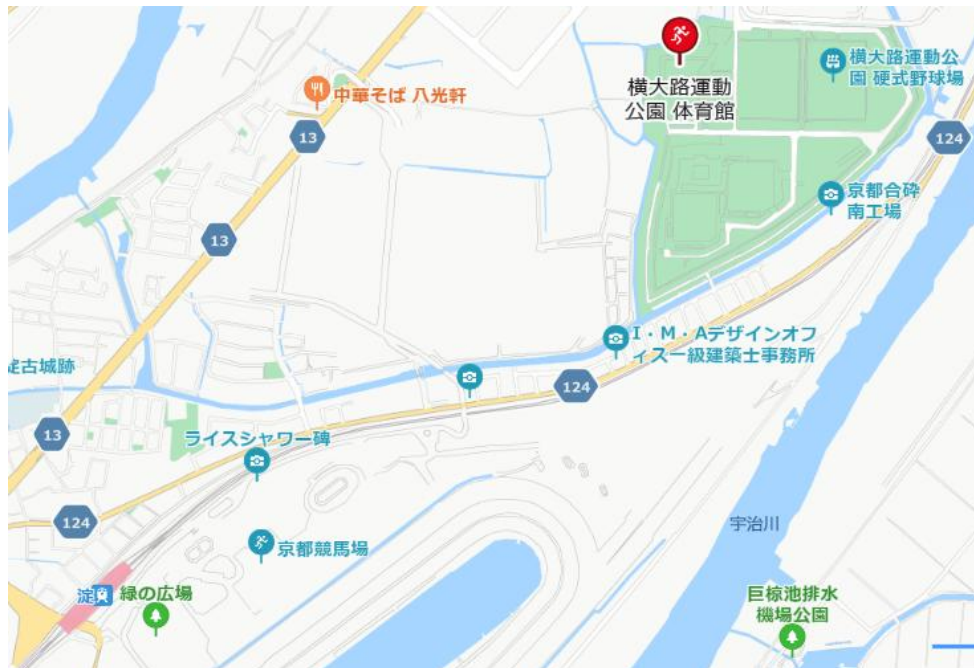 横大路運動
公園 体育館
横大路運動公
園 硬式野球場
中華そば 八光軒
13
124
京都合砕
南工場
13
I・M・Aデザインオフ
ィス一級建築士事務所
淀古城跡
124
13
ライスシャワー碑
124
宇治川
京都競馬場
淀
緑の広場
巨椋池排水
機場公園